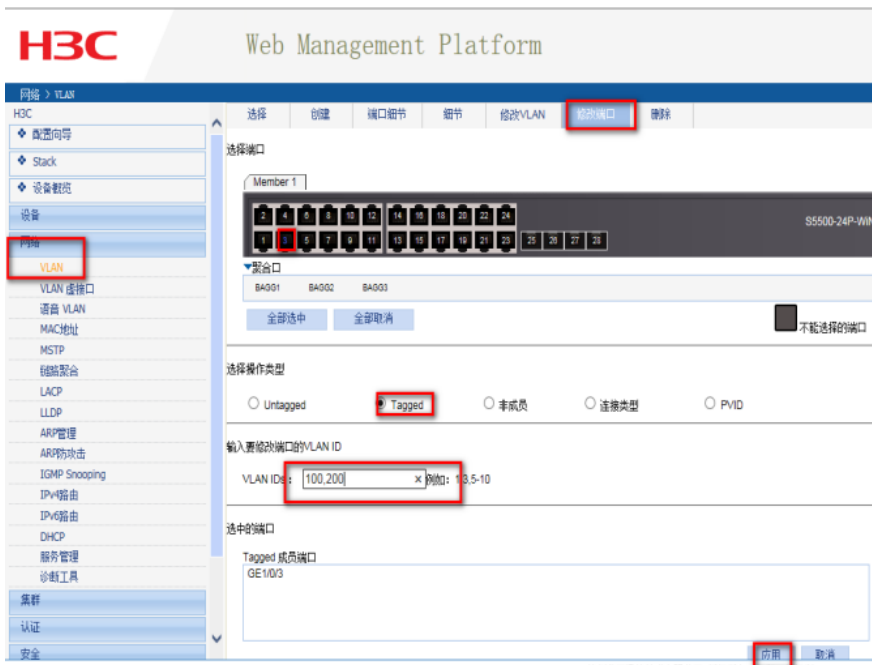 H3C
Web Management Platform
网络 > VLAN
H3C
配置向导
Stack
设备概览
设备
网络
VLAN
VLAN 虚接口
语音 VLAN
MAC地址
MSTP
链路聚合
LACP
LLDP
ARP管理
ARP防攻击
IGMP Snooping
IPv4路由
IPv6路由
DHCP
服务管理
诊断工具
集群
认证
安全
选择 创建 端口细节 细节 修改VLAN 修改端口 删除
选择端口
Member 1
2 4 6 8 10 12 14 16 18 20 22 24
S5500-24P-WiN
1 3 5 7 9 11 13 15 17 19 21 23 25 26 27 28
聚合口
BAGG1 BAGG2 BAGG3
全部选中 全部取消
不能选择的端口
选择操作类型
Untagged Tagged 非成员 连接类型 PVID
输入要修改端口的VLAN ID
VLAN IDs: 100,200 × 例如: 1,3,5-10
选中的端口
Tagged 成员端口
GE1/0/3
应用 取消